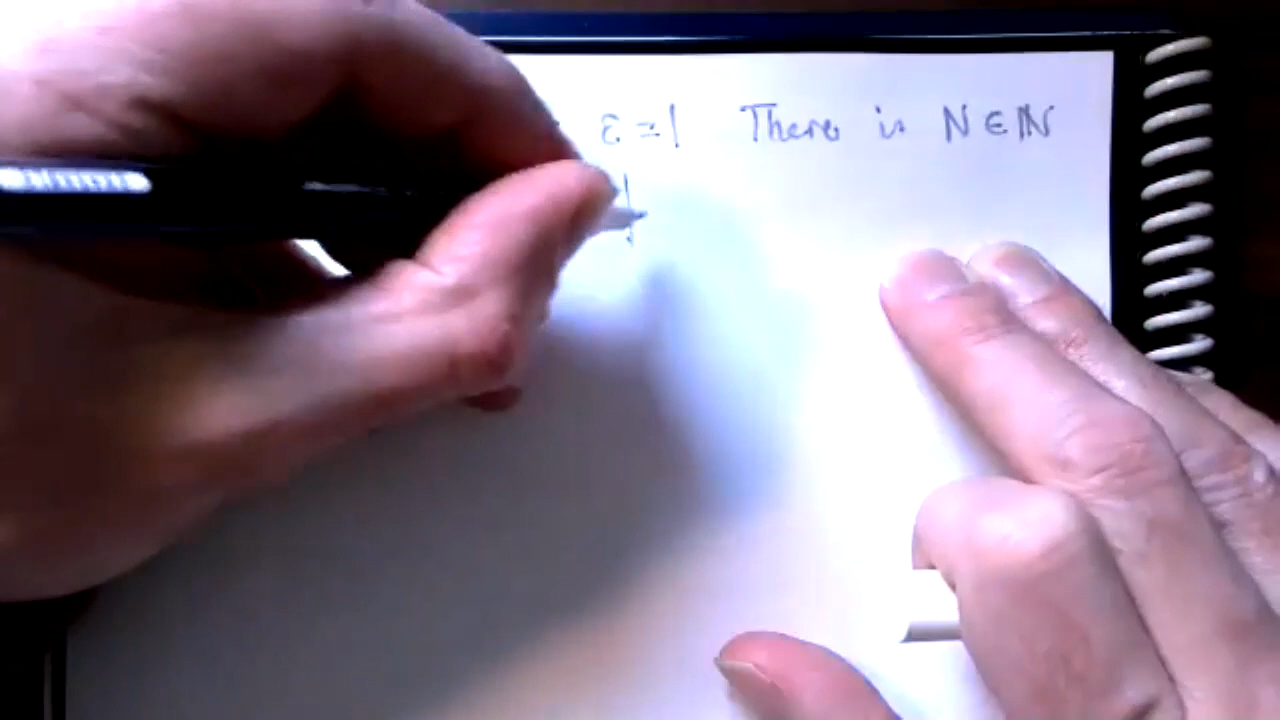 ε = 1 There is N ∈ ℕ